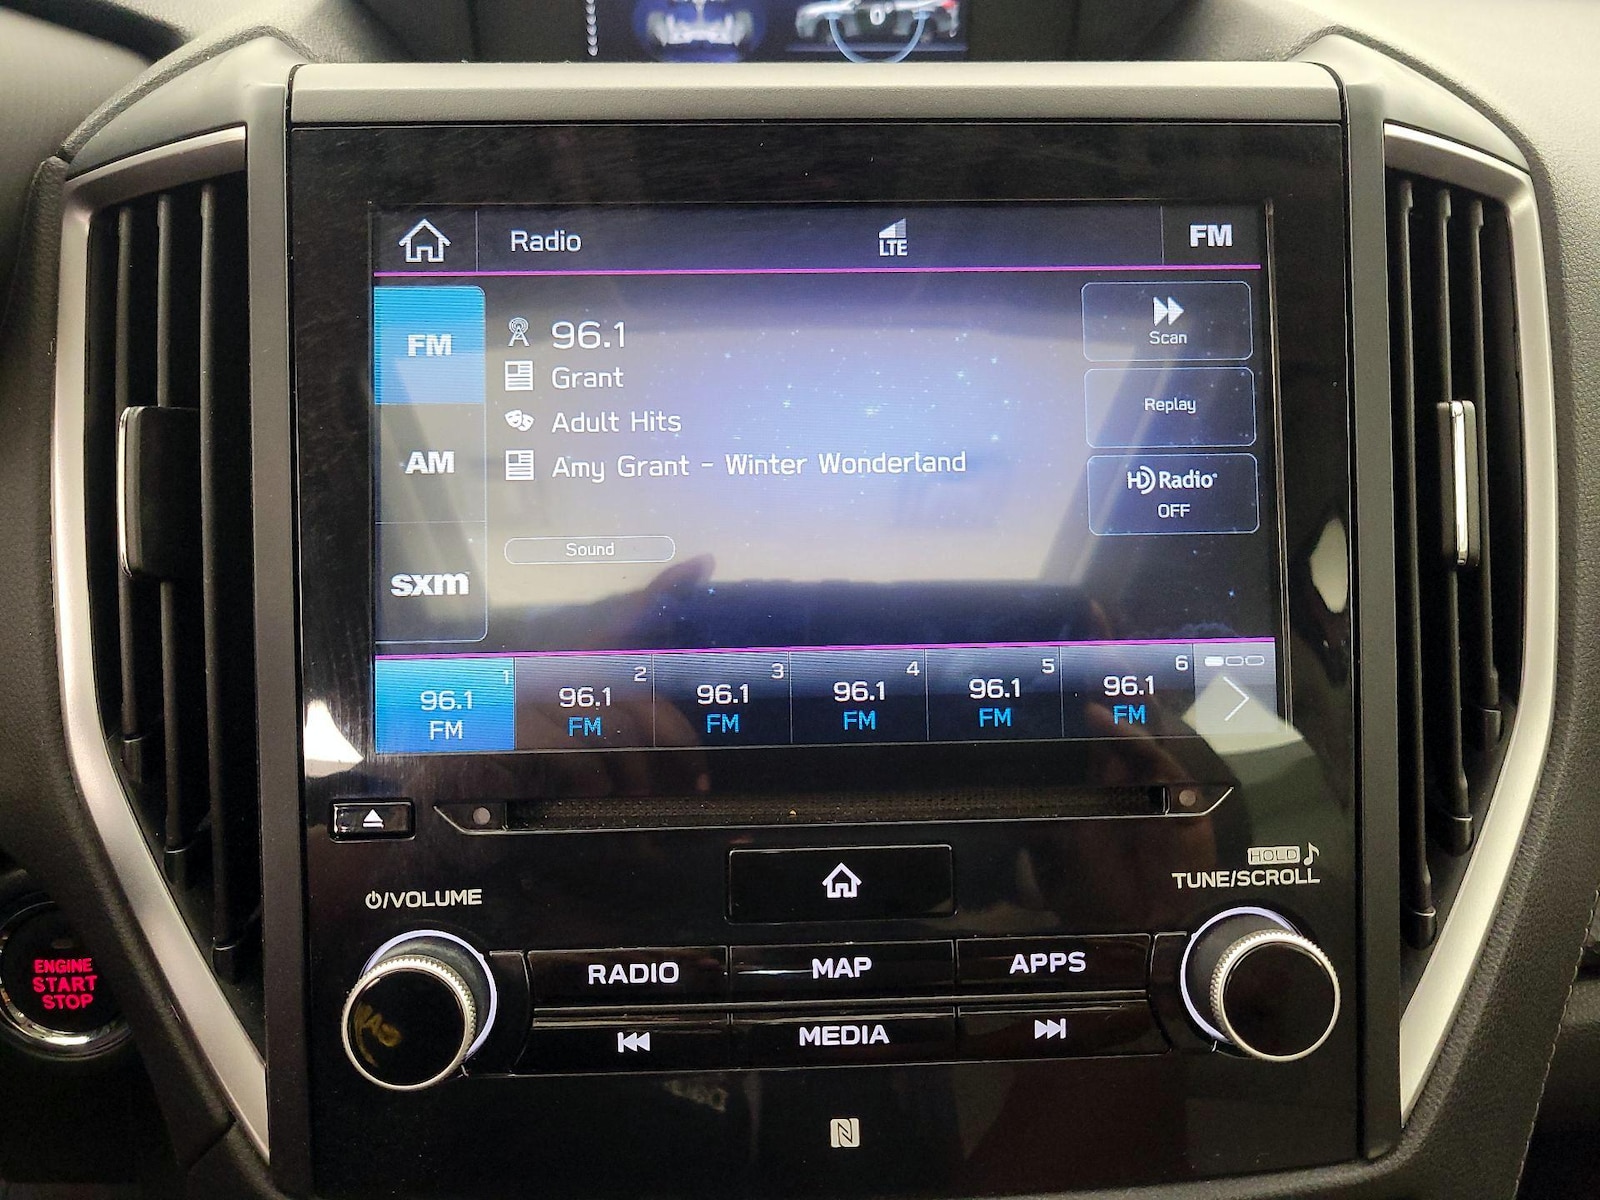 0°
Radio
LTE
FM
FM
AM
sxm
96.1
Grant
Adult Hits
Amy Grant - Winter Wonderland
Sound
Scan
Replay
HD Radio
OFF
1
96.1
FM
2
96.1
FM
3
96.1
FM
4
96.1
FM
5
96.1
FM
6
96.1
FM
/VOLUME
HOLD
TUNE/SCROLL
RADIO
MAP
APPS
MEDIA
ENGINE
START
STOP